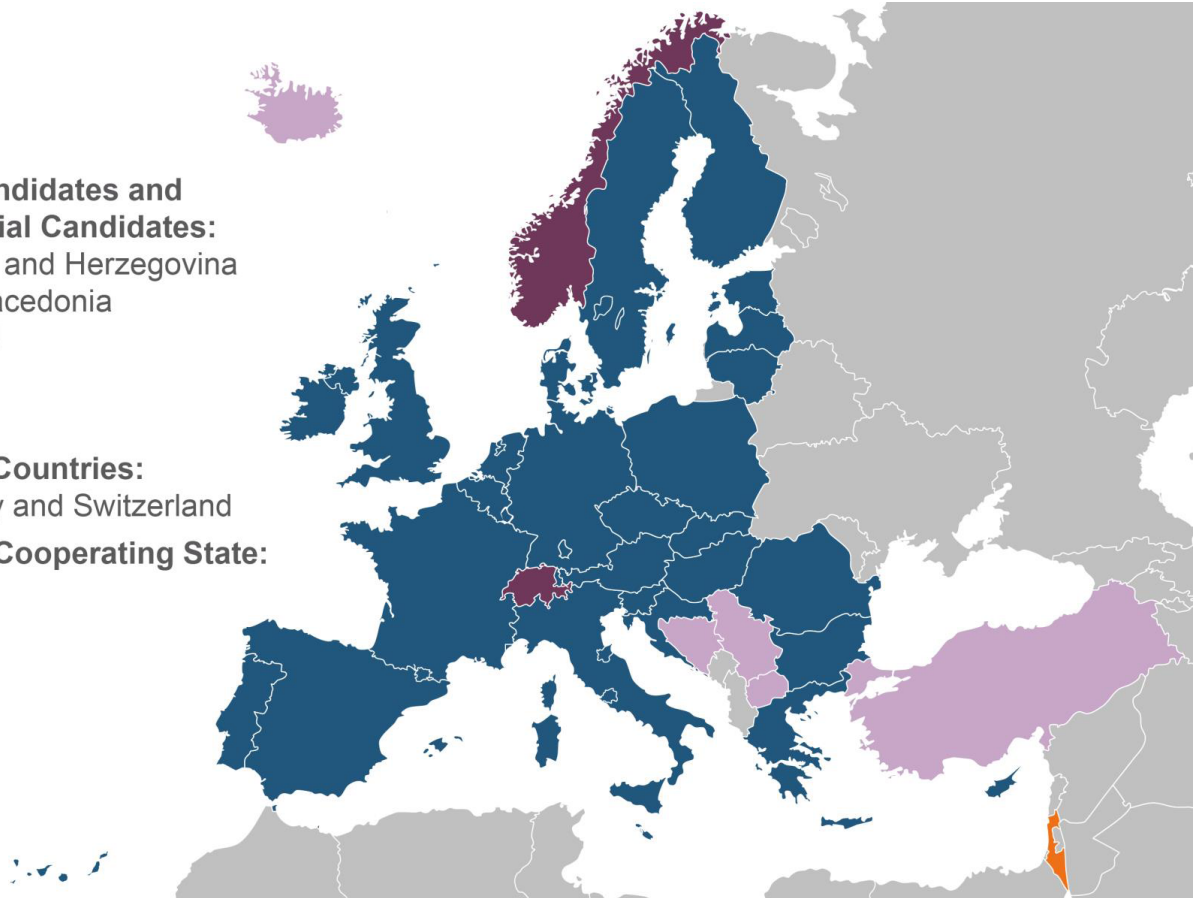 ndidates and
ial Candidates:
and Herzegovina
acedonia
Countries:
y and Switzerland
Cooperating State: